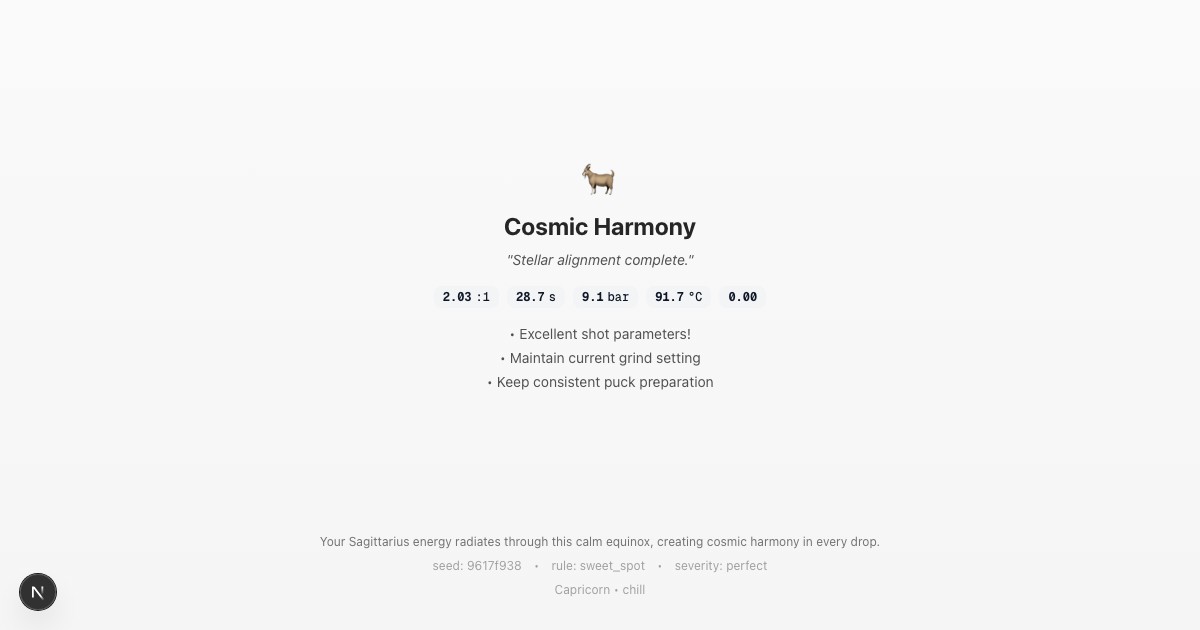 Cosmic Harmony
"Stellar alignment complete."
2.03 :1 28.7 s 9.1 bar 91.7 °C 0.00
• Excellent shot parameters!
• Maintain current grind setting
• Keep consistent puck preparation
Your Sagittarius energy radiates through this calm equinox, creating cosmic harmony in every drop.
seed: 9617f938 • rule: sweet_spot • severity: perfect
Capricorn • chill
N